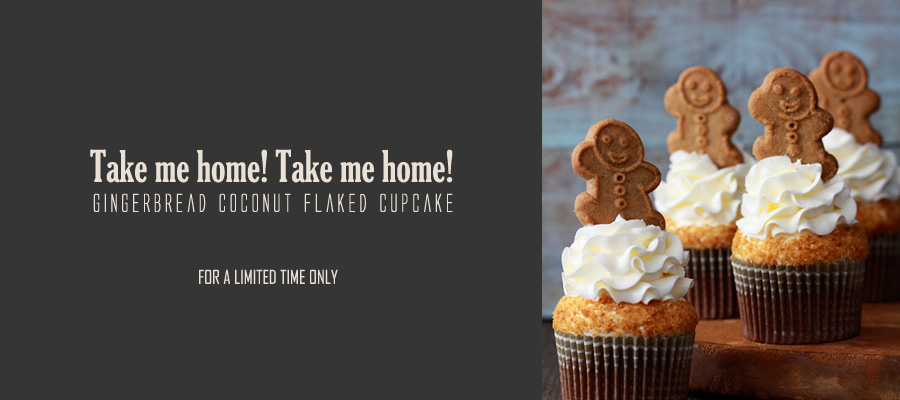 Take me home! Take me home!
GINGERBREAD COCONUT FLAKED CUPCAKE
FOR A LIMITED TIME ONLY